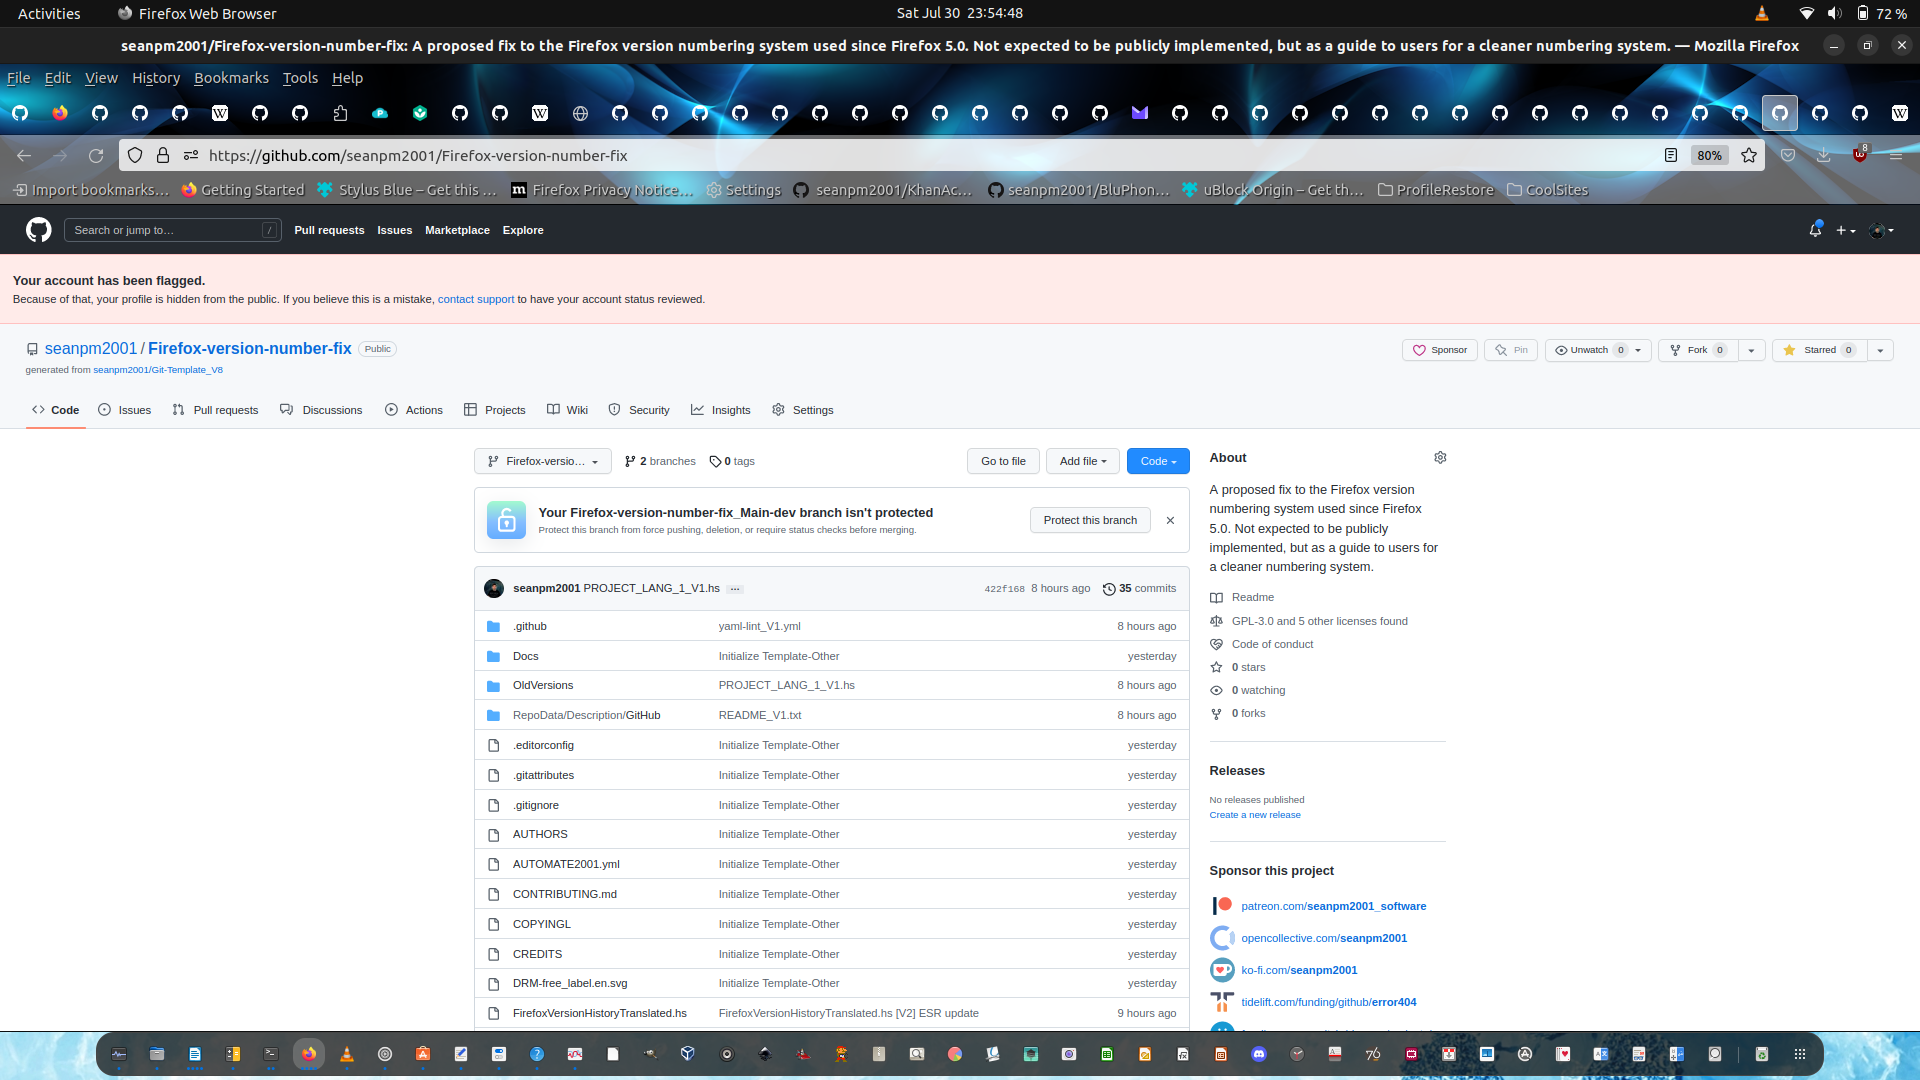 Activities
Firefox Web Browser
Sat Jul 30 23:54:48
72 %
seanpm2001/Firefox-version-number-fix: A proposed fix to the Firefox version numbering system used since Firefox 5.0. Not expected to be publicly implemented, but as a guide to users for a cleaner numbering system. — Mozilla Firefox
File Edit View History Bookmarks Tools Help
https://github.com/seanpm2001/Firefox-version-number-fix
80%
8
Import bookmarks… Getting Started Stylus Blue – Get this … Firefox Privacy Notice… Settings seanpm2001/KhanAc… seanpm2001/BluPhon… uBlock Origin – Get th… ProfileRestore CoolSites
Search or jump to…
/
Pull requests Issues Marketplace Explore
Your account has been flagged.
Because of that, your profile is hidden from the public. If you believe this is a mistake, contact support to have your account status reviewed.
seanpm2001 / Firefox-version-number-fix Public
generated from seanpm2001/Git-Template_V8
Sponsor
Pin
Unwatch 0
Fork 0
Starred 0
Code Issues Pull requests Discussions Actions Projects Wiki Security Insights Settings
Firefox-versio…
2 branches
0 tags
Go to file
Add file
Code
Your Firefox-version-number-fix_Main-dev branch isn't protected
Protect this branch from force pushing, deletion, or require status checks before merging.
Protect this branch
seanpm2001 PROJECT_LANG_1_V1.hs … 422f168 8 hours ago 35 commits
.github yaml-lint_V1.yml 8 hours ago
Docs Initialize Template-Other yesterday
OldVersions PROJECT_LANG_1_V1.hs 8 hours ago
RepoData/Description/GitHub README_V1.txt 8 hours ago
.editorconfig Initialize Template-Other yesterday
.gitattributes Initialize Template-Other yesterday
.gitignore Initialize Template-Other yesterday
AUTHORS Initialize Template-Other yesterday
AUTOMATE2001.yml Initialize Template-Other yesterday
CONTRIBUTING.md Initialize Template-Other yesterday
COPYINGL Initialize Template-Other yesterday
CREDITS Initialize Template-Other yesterday
DRM-free_label.en.svg Initialize Template-Other yesterday
FirefoxVersionHistoryTranslated.hs FirefoxVersionHistoryTranslated.hs [V2] ESR update 9 hours ago
About
A proposed fix to the Firefox version
numbering system used since Firefox
5.0. Not expected to be publicly
implemented, but as a guide to users for
a cleaner numbering system.
Readme
GPL-3.0 and 5 other licenses found
Code of conduct
0 stars
0 watching
0 forks
Releases
No releases published
Create a new release
Sponsor this project
patreon.com/seanpm2001_software
opencollective.com/seanpm2001
ko-fi.com/seanpm2001
tidelift.com/funding/github/error404